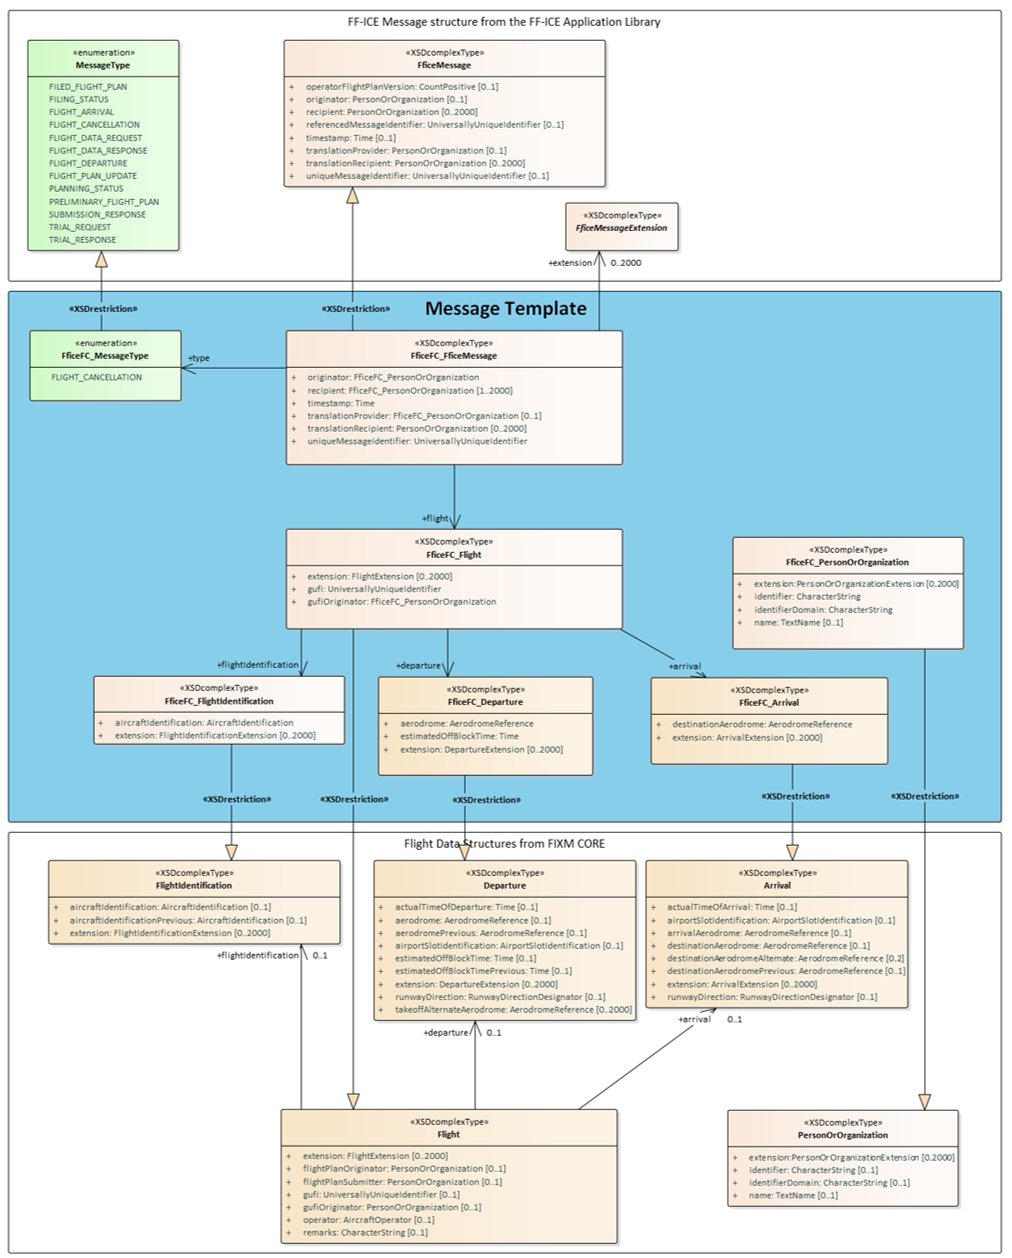 FF-ICE Message structure from the FF-ICE Application Library
«enumeration»
MessageType
FILED_FLIGHT_PLAN
FILING_STATUS
FLIGHT_ARRIVAL
FLIGHT_CANCELLATION
FLIGHT_DATA_REQUEST
FLIGHT_DATA_RESPONSE
FLIGHT_DEPARTURE
FLIGHT_PLAN_UPDATE
PLANNING_STATUS
PRELIMINARY_FLIGHT_PLAN
SUBMISSION_RESPONSE
TRIAL_REQUEST
TRIAL_RESPONSE
«XSDcomplexType»
FficeMessage
+ operatorFlightPlanVersion: CountPositive [0..1]
+ originator: PersonOrOrganization [0..1]
+ recipient: PersonOrOrganization [0..2000]
+ referencedMessageIdentifier: UniversallyUniqueIdentifier [0..1]
+ timestamp: Time [0..1]
+ translationProvider: PersonOrOrganization [0..1]
+ translationRecipient: PersonOrOrganization [0..2000]
+ uniqueMessageIdentifier: UniversallyUniqueIdentifier [0..1]
«XSDcomplexType»
FficeMessageExtension
+extension 0..2000
Message Template
«XSDrestriction»
«XSDrestriction»
«enumeration»
FficeFC_MessageType
FLIGHT_CANCELLATION
+type
«XSDcomplexType»
FficeFC_FficeMessage
+ originator: FficeFC_PersonOrOrganization
+ recipient: FficeFC_PersonOrOrganization [1..2000]
+ timestamp: Time
+ translationProvider: FficeFC_PersonOrOrganization [0..1]
+ translationRecipient: PersonOrOrganization [0..2000]
+ uniqueMessageIdentifier: UniversallyUniqueIdentifier
+flight
«XSDcomplexType»
FficeFC_Flight
+ extension: FlightExtension [0..2000]
+ gufi: UniversallyUniqueIdentifier
+ gufiOriginator: FficeFC_PersonOrOrganization
«XSDcomplexType»
FficeFC_PersonOrOrganization
+ extension:PersonOrOrganizationExtension [0.2000]
+ identifier: CharacterString
+ identifierDomain: CharacterString
+ name: TextName [0..1]
+flightIdentification
+departure
+arrival
«XSDcomplexType»
FficeFC_FlightIdentification
+ aircraftIdentification: AircraftIdentification
+ extension: FlightIdentificationExtension [0..2000]
«XSDcomplexType»
FficeFC_Departure
+ aerodrome: AerodromeReference
+ estimatedOffBlockTime: Time
+ extension: DepartureExtension [0..2000]
«XSDcomplexType»
FficeFC_Arrival
+ destinationAerodrome: AerodromeReference
+ extension: ArrivalExtension [0..2000]
«XSDrestriction»
«XSDrestriction»
«XSDrestriction»
«XSDrestriction»
«XSDrestriction»
Flight Data Structures from FIXM CORE
«XSDcomplexType»
FlightIdentification
+ aircraftIdentification: AircraftIdentification [0..1]
+ aircraftIdentificationPrevious: AircraftIdentification [0..1]
+ extension: FlightIdentificationExtension [0..2000]
«XSDcomplexType»
Departure
+ actualTimeOfDeparture: Time [0..1]
+ aerodrome: AerodromeReference [0..1]
+ aerodromePrevious: AerodromeReference [0..1]
+ airportSlotIdentification: AirportSlotIdentification [0..1]
+ estimatedOffBlockTime: Time [0..1]
+ estimatedOffBlockTimePrevious: Time [0..1]
+ extension: DepartureExtension [0..2000]
+ runwayDirection: RunwayDirectionDesignator [0..1]
+ takeoffAlternateAerodrome: AerodromeReference [0..2000]
«XSDcomplexType»
Arrival
+ actualTimeOfArrival: Time [0..1]
+ airportSlotIdentification: AirportSlotIdentification [0..1]
+ arrivalAerodrome: AerodromeReference [0..1]
+ destinationAerodrome: AerodromeReference [0..1]
+ destinationAerodromeAlternate: AerodromeReference [0.2]
+ destinationAerodromePrevious: AerodromeReference [0..1]
+ extension: ArrivalExtension [0..2000]
+ runwayDirection: RunwayDirectionDesignator [0..1]
+flightIdentification 0..1
+departure 0..1
+arrival 0..1
«XSDcomplexType»
Flight
+ extension: FlightExtension [0..2000]
+ flightPlanOriginator: PersonOrOrganization [0..1]
+ flightPlanSubmitter: PersonOrOrganization [0..1]
+ gufi: UniversallyUniqueIdentifier [0..1]
+ gufiOriginator: PersonOrOrganization [0..1]
+ operator: AircraftOperator [0..1]
+ remarks: CharacterString [0..1]
«XSDcomplexType»
PersonOrOrganization
+ extension:PersonOrOrganizationExtension [0.2000]
+ identifier: CharacterString [0..1]
+ identifierDomain: CharacterString [0..1]
+ name: TextName [0..1]